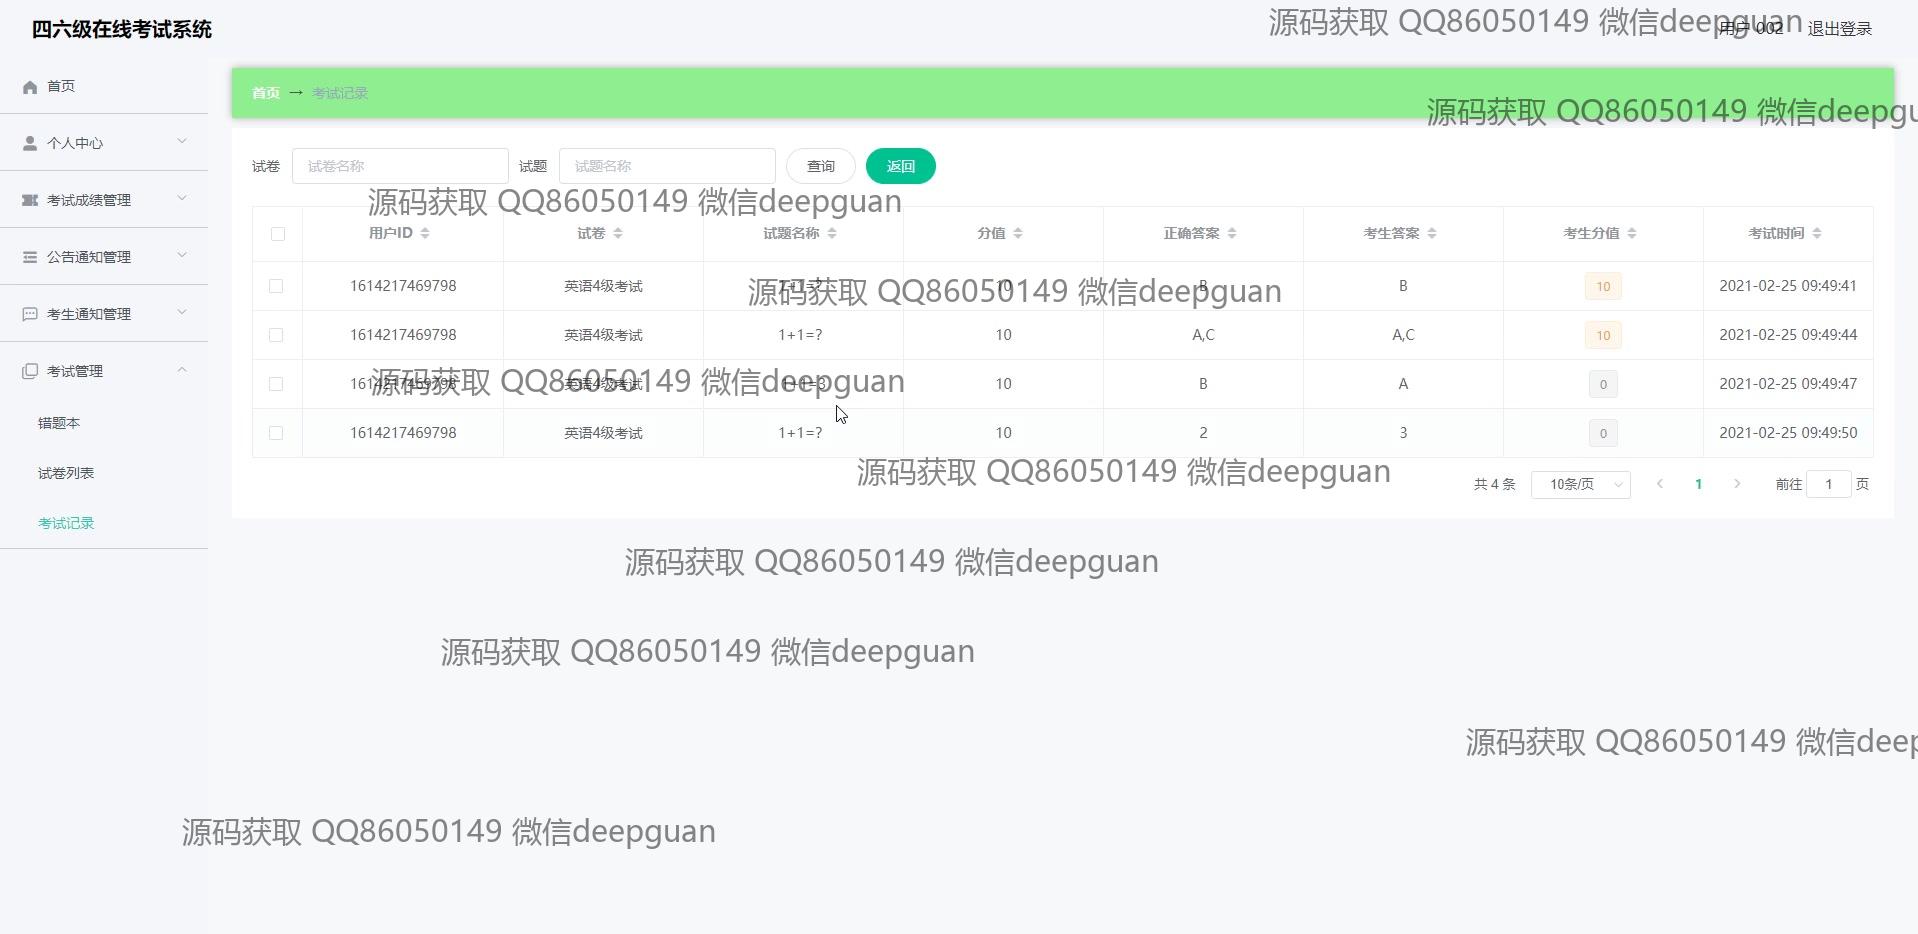 四六级在线考试系统
源码获取 QQ86050149 微信deepguan
用户 002 退出登录
首页
首页 → 考试记录
源码获取 QQ86050149 微信deepgu
个人中心
试卷 试卷名称 试题 试题名称 查询 返回
考试成绩管理
源码获取 QQ86050149 微信deepguan
用户ID 试卷 试题名称 分值 正确答案 考生答案 考生分值 考试时间
公告通知管理
1614217469798 英语4级考试 1+1=? 10 B B 10 2021-02-25 09:49:41
源码获取 QQ86050149 微信deepguan
考生通知管理
1614217469798 英语4级考试 1+1=? 10 A,C A,C 10 2021-02-25 09:49:44
考试管理
1614217469798 英语4级考试 10 B A 0 2021-02-25 09:49:47
源码获取 QQ86050149 微信deepguan
错题本
1614217469798 英语4级考试 1+1=? 10 2 3 0 2021-02-25 09:49:50
试卷列表
源码获取 QQ86050149 微信deepguan
共 4 条 10条/页 1 前往 1 页
考试记录
源码获取 QQ86050149 微信deepguan
源码获取 QQ86050149 微信deepguan
源码获取 QQ86050149 微信deep
源码获取 QQ86050149 微信deepguan